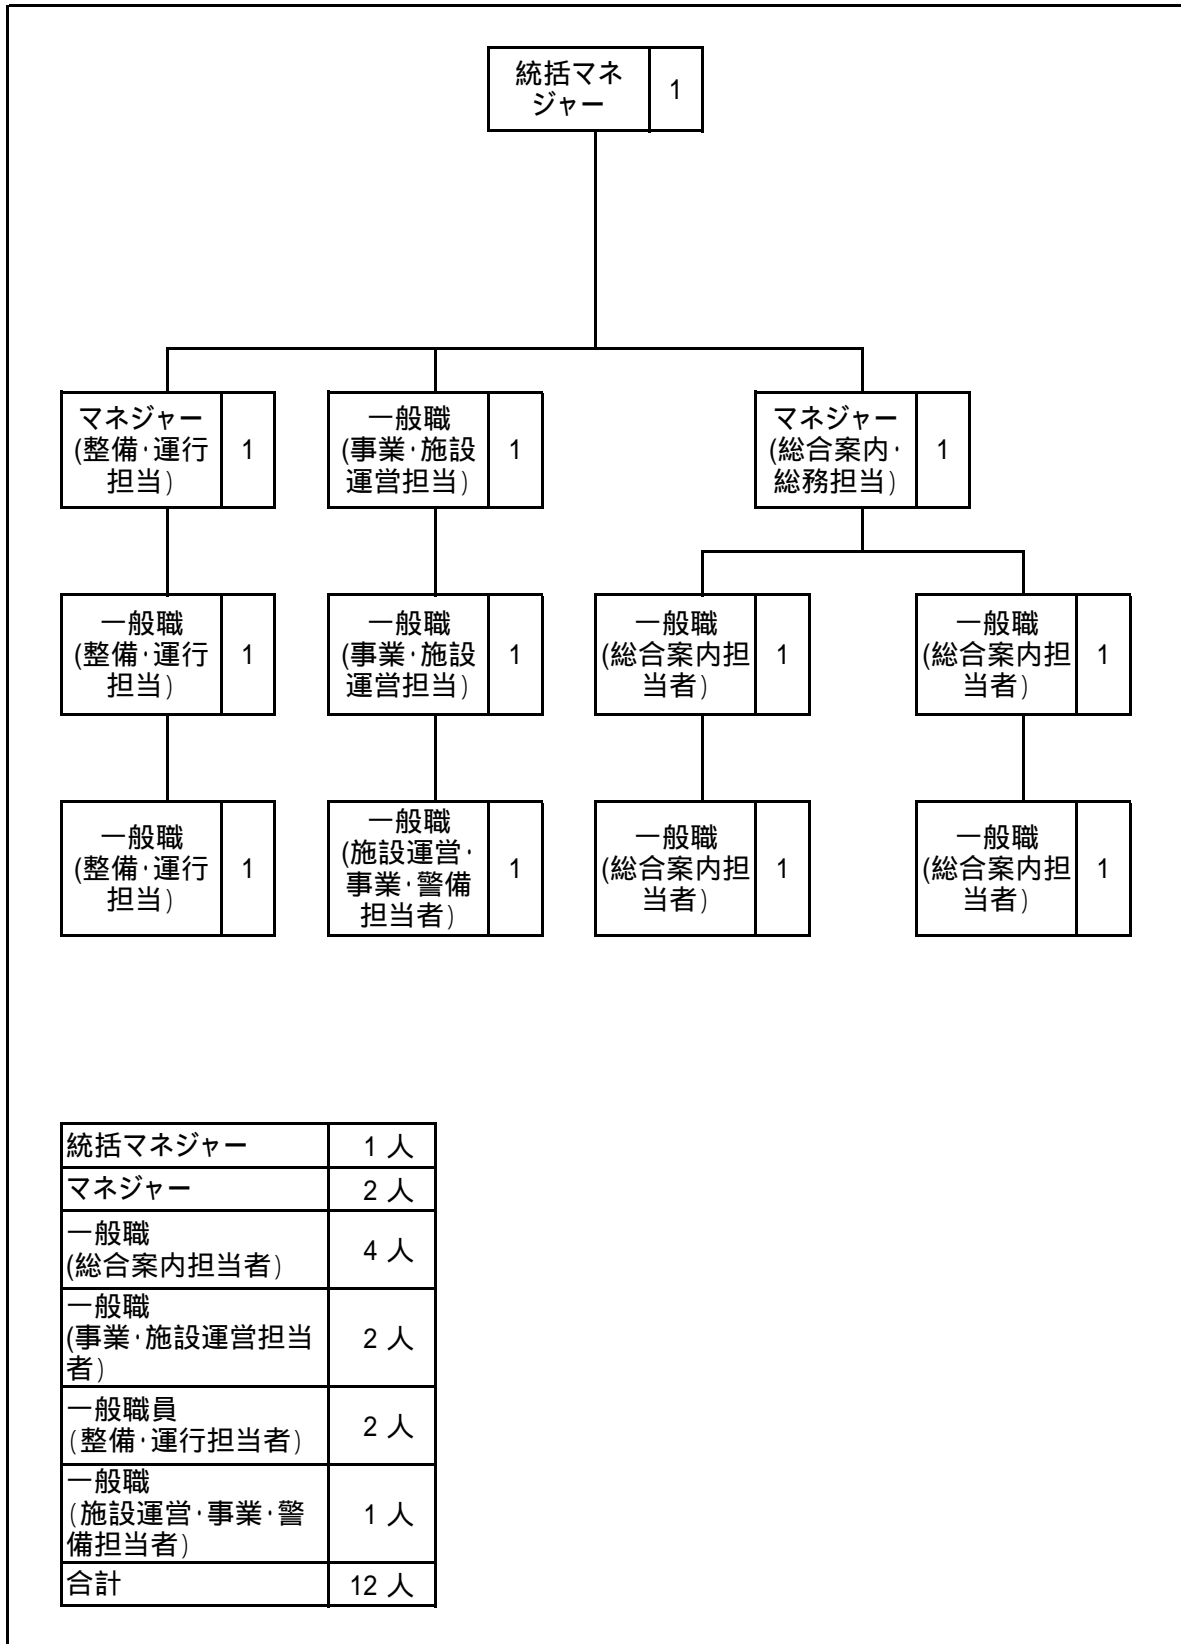 統括マネ
ジャー
1
マネジャー
(整備・運行
担当)
1
一般職
(事業・施設
運営担当)
1
マネジャー
(総合案内・
総務担当)
1
一般職
(整備・運行
担当)
1
一般職
(事業・施設
運営担当)
1
一般職
(総合案内担
当者)
1
一般職
(総合案内担
当者)
1
一般職
(整備・運行
担当)
1
一般職
(施設運営・
事業・警備
担当者)
1
一般職
(総合案内担
当者)
1
一般職
(総合案内担
当者)
1
統括マネジャー 1 人
マネジャー 2 人
一般職
(総合案内担当者)
4 人
一般職
(事業・施設運営担当
者)
2 人
一般職員
(整備・運行担当者)
2 人
一般職
(施設運営・事業・警
備担当者)
1 人
合計 12 人